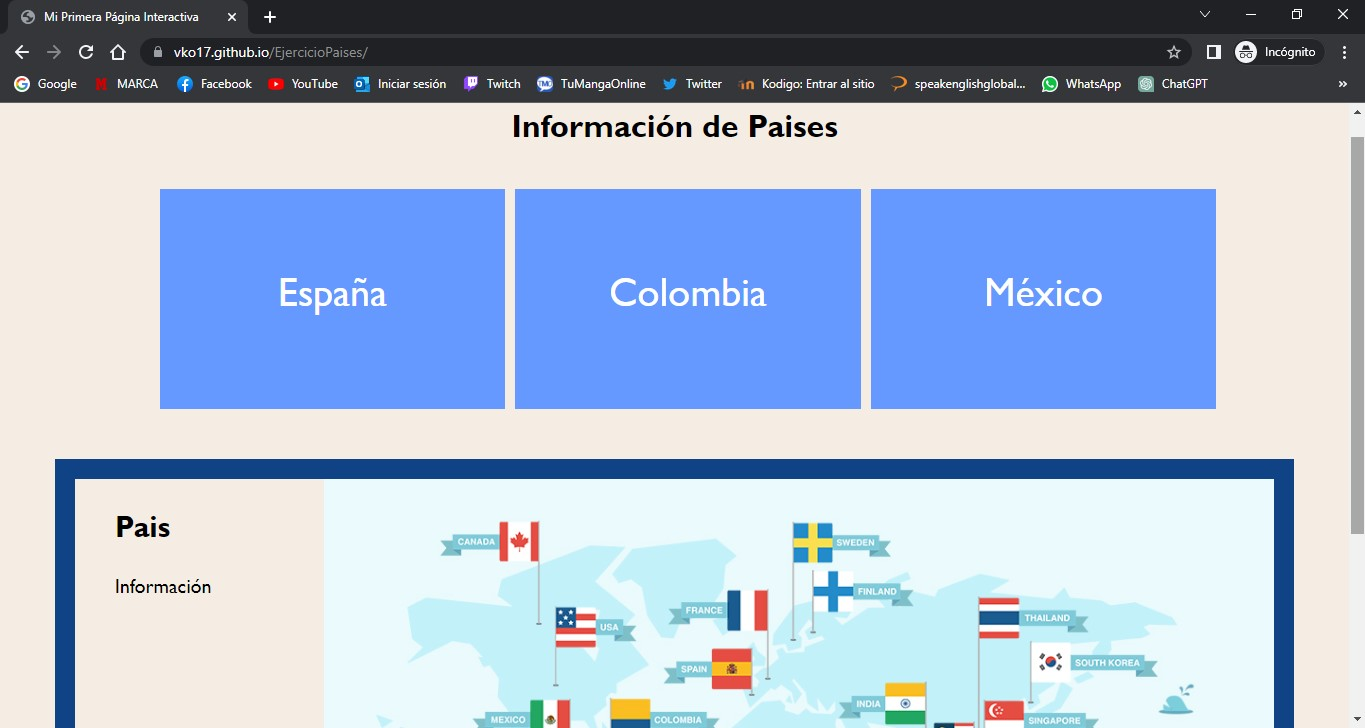 Mi Primera Página Interactiva
vko17.github.io/EjercicioPaises/
Incógnito
Google MARCA Facebook YouTube Iniciar sesión Twitch TuMangaOnline Twitter Kodigo: Entrar al sitio speakenglishglobal... WhatsApp ChatGPT »
Información de Paises
España Colombia México
Pais
Información
CANADA
SWEDEN
FINLAND
FRANCE
THAILAND
USA
SOUTH KOREA
SPAIN
INDIA
MEXICO
COLOMBIA
SINGAPORE